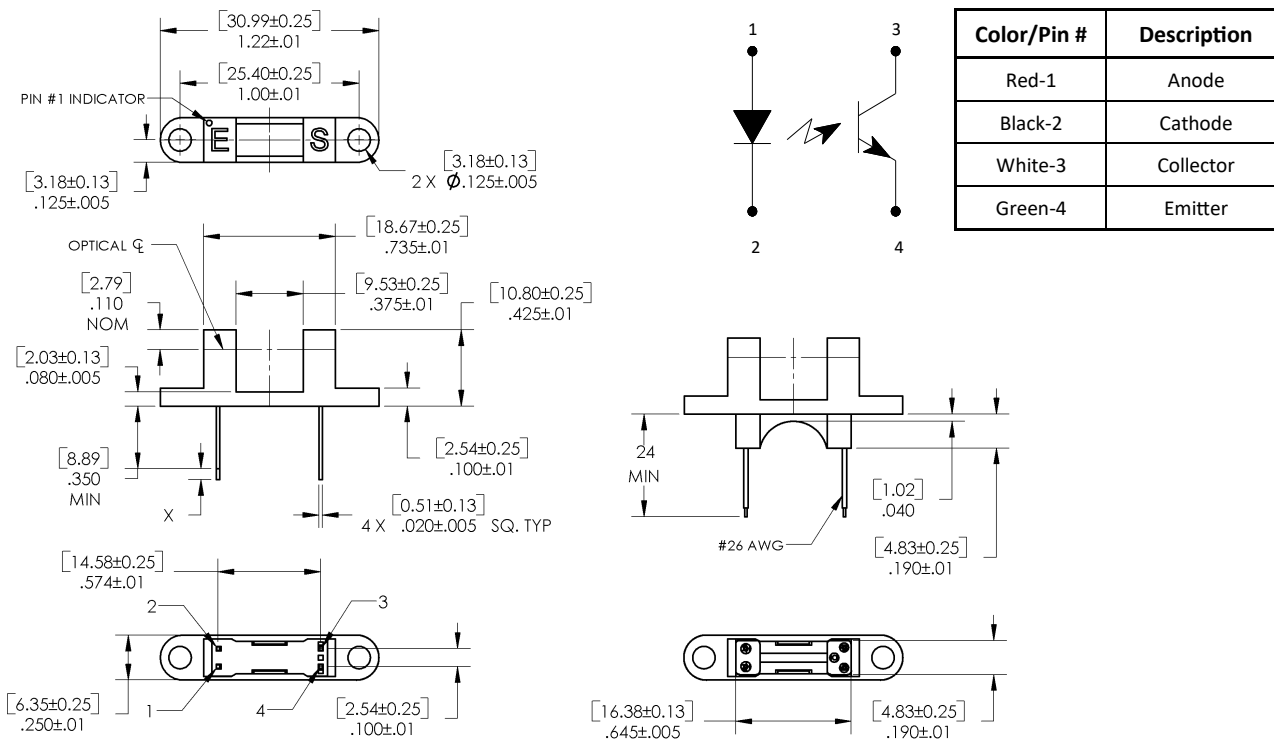 [30.99±0.25]
1.22±.01
[25.40±0.25]
1.00±.01
PIN #1 INDICATOR
E
S
[3.18±0.13]
.125±.005
[3.18±0.13]
2 X Ø.125±.005
1
3
2
4
Color/Pin #
Description
Red-1
Anode
Black-2
Cathode
White-3
Collector
Green-4
Emitter
[18.67±0.25]
.735±.01
OPTICAL ℄
[2.79]
.110
NOM
[9.53±0.25]
.375±.01
[10.80±0.25]
.425±.01
[2.03±0.13]
.080±.005
[8.89]
.350
MIN
X
[2.54±0.25]
.100±.01
[0.51±0.13]
4 X .020±.005 SQ. TYP
24
MIN
#26 AWG
[1.02]
.040
[4.83±0.25]
.190±.01
[14.58±0.25]
.574±.01
2
3
1
4
[6.35±0.25]
.250±.01
[2.54±0.25]
.100±.01
[16.38±0.13]
.645±.005
[4.83±0.25]
.190±.01